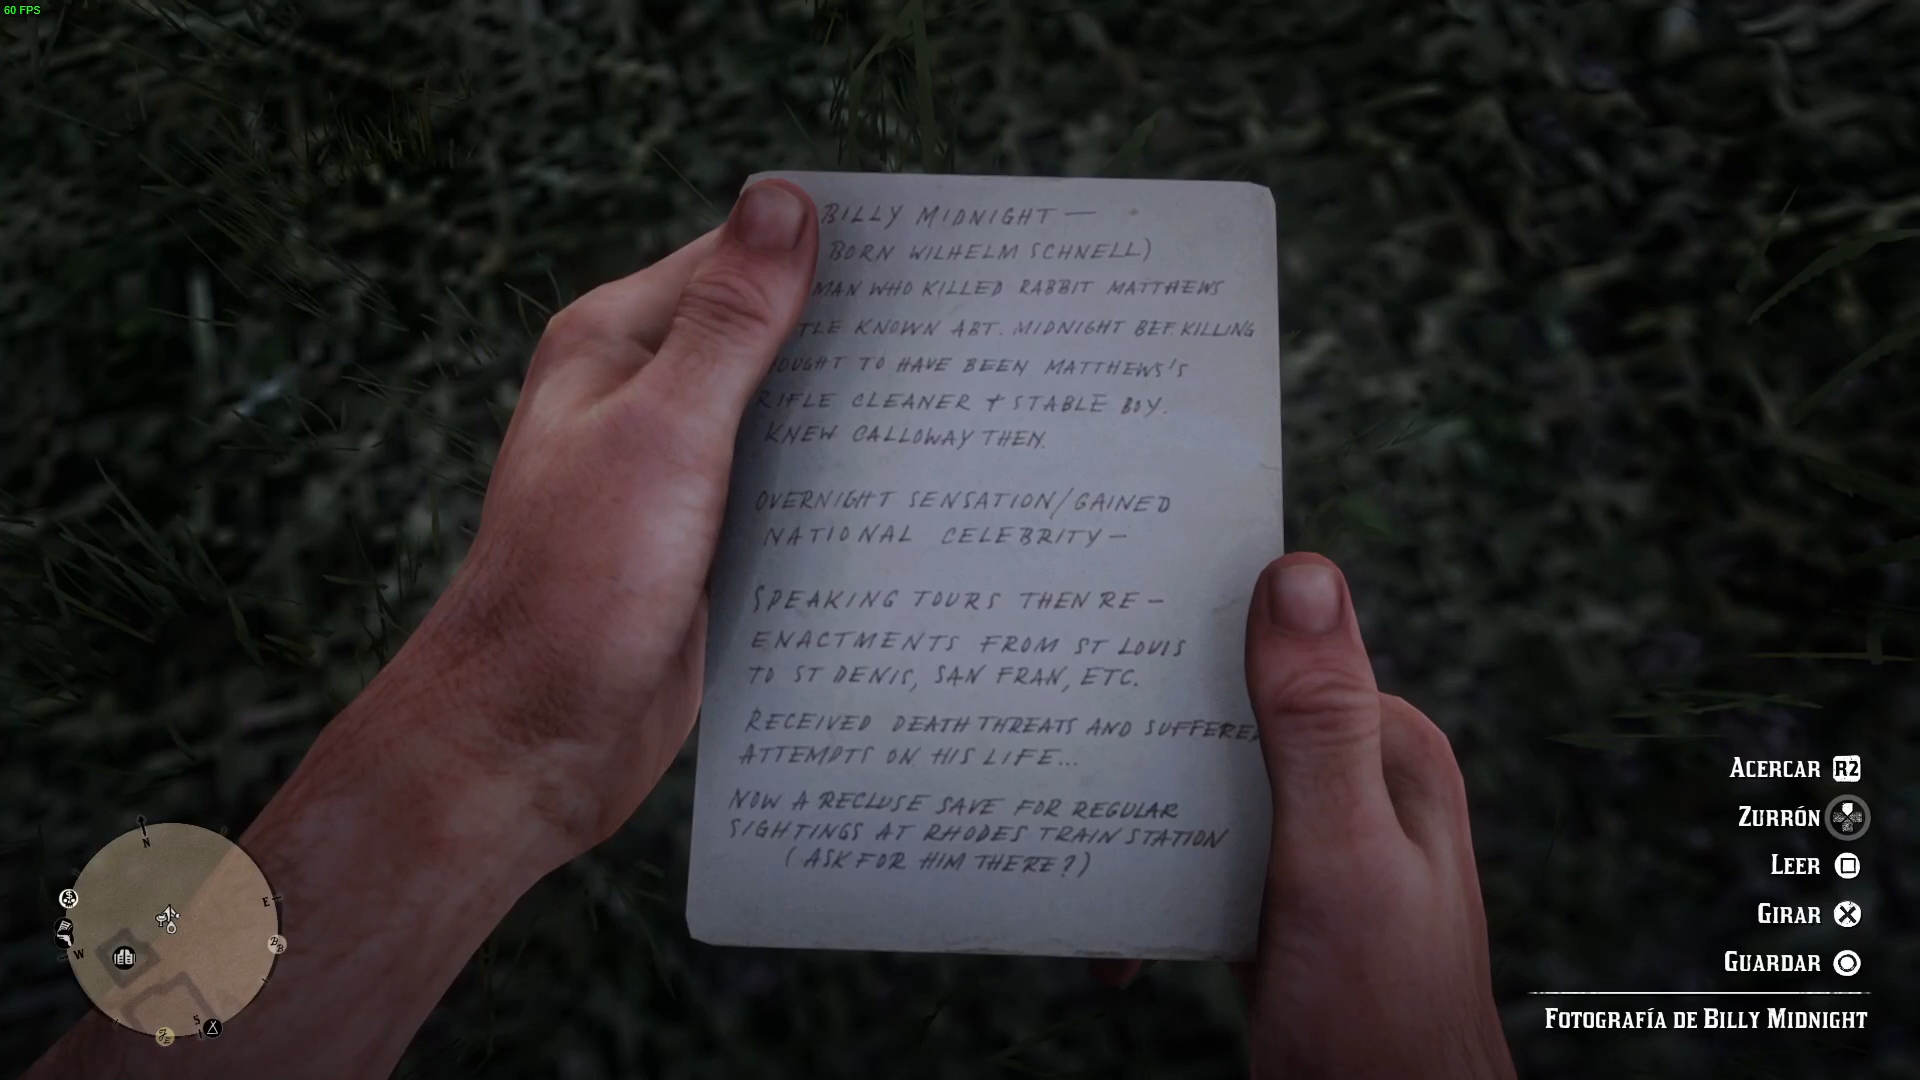 60 FPS
BILLY MIDNIGHT —
BORN WILHELM SCHNELL)
MAN WHO KILLED RABBIT MATTHEWS
TLE KNOWN ABT. MIDNIGHT BEF. KILLING
OUGHT TO HAVE BEEN MATTHEWS'S
RIFLE CLEANER + STABLE BOY.
KNEW CALLOWAY THEN.
OVERNIGHT SENSATION/GAINED
NATIONAL CELEBRITY —
SPEAKING TOURS THEN RE —
ENACTMENTS FROM ST LOUIS
TO ST DENIS, SAN FRAN, ETC.
RECEIVED DEATH THREATS AND SUFFERED
ATTEMPTS ON HIS LIFE...
NOW A RECLUSE SAVE FOR REGULAR
SIGHTINGS AT RHODES TRAIN STATION
( ASK FOR HIM THERE ? )
ACERCAR R2
ZURRÓN
LEER
GIRAR
GUARDAR
FOTOGRAFÍA DE BILLY MIDNIGHT
N
E
W
S